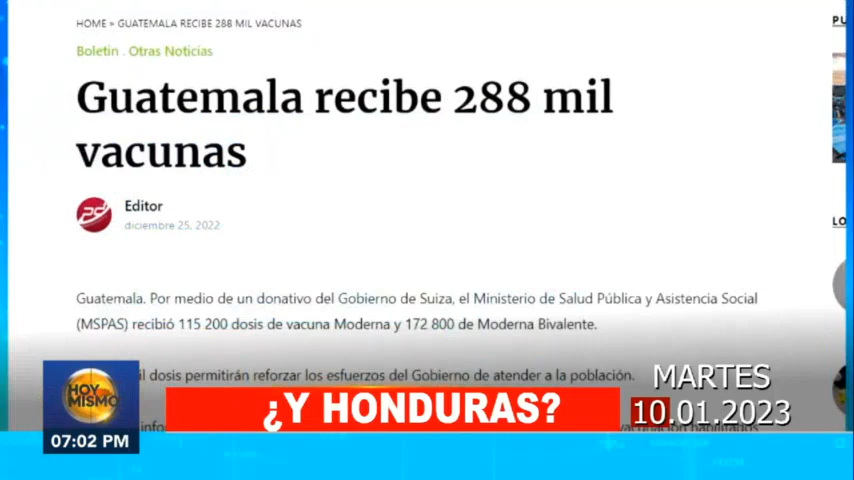 HOME » GUATEMALA RECIBE 288 MIL VACUNAS
Boletin . Otras Noticias
Guatemala recibe 288 mil
vacunas
pd
Editor
diciembre 25, 2022
Guatemala. Por medio de un donativo del Gobierno de Suiza, el Ministerio de Salud Pública y Asistencia Social
(MSPAS) recibió 115 200 dosis de vacuna Moderna y 172 800 de Moderna Bivalente.
dosis permitirán reforzar los esfuerzos del Gobierno de atender a la población.
HOY
MISMO
07:02 PM
¿Y HONDURAS?
MARTES
10.01.2023
PU
LO